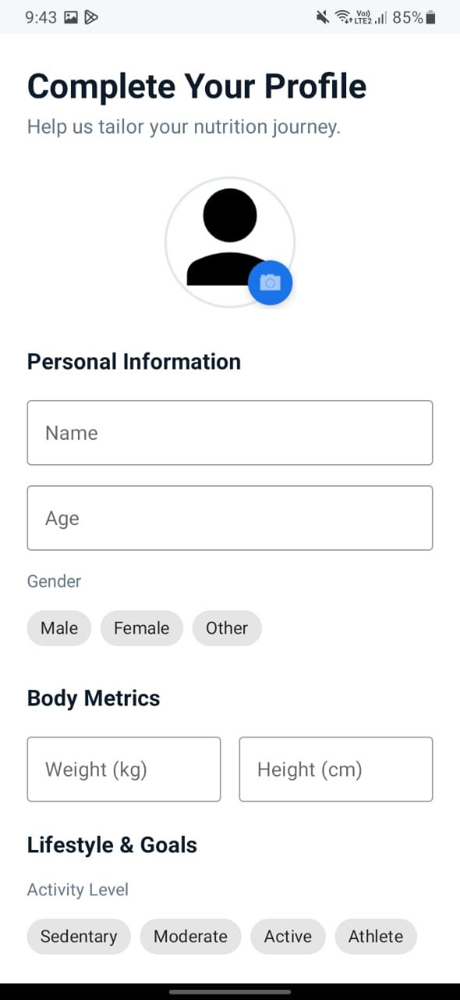 9:43 Vo)) LTE2 85%
Complete Your Profile
Help us tailor your nutrition journey.
Personal Information
Name
Age
Gender
Male Female Other
Body Metrics
Weight (kg) Height (cm)
Lifestyle & Goals
Activity Level
Sedentary Moderate Active Athlete